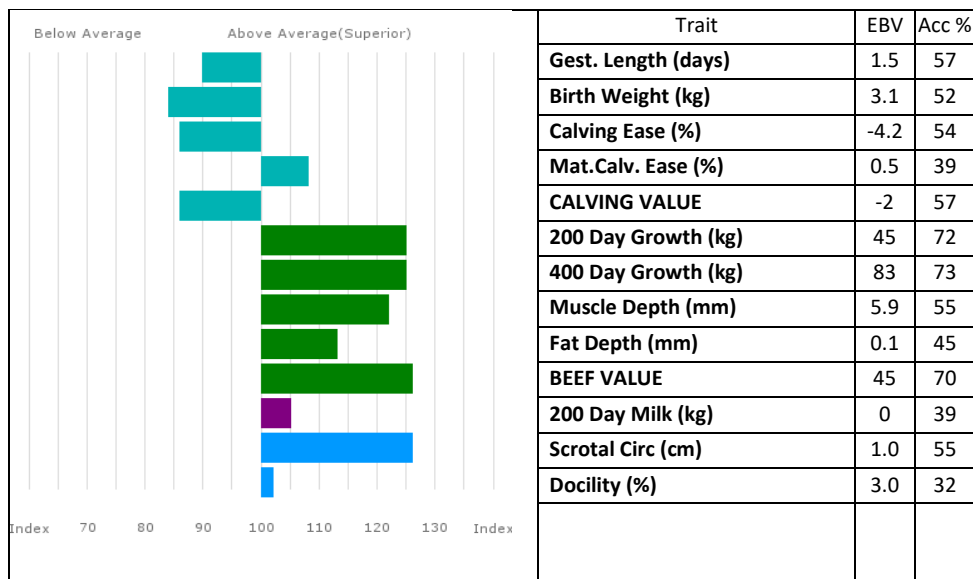 Below Average Above Average(Superior)
Index 70 80 90 100 110 120 130 Index
Trait EBV Acc %
Gest. Length (days) 1.5 57
Birth Weight (kg) 3.1 52
Calving Ease (%) -4.2 54
Mat.Calv. Ease (%) 0.5 39
CALVING VALUE -2 57
200 Day Growth (kg) 45 72
400 Day Growth (kg) 83 73
Muscle Depth (mm) 5.9 55
Fat Depth (mm) 0.1 45
BEEF VALUE 45 70
200 Day Milk (kg) 0 39
Scrotal Circ (cm) 1.0 55
Docility (%) 3.0 32